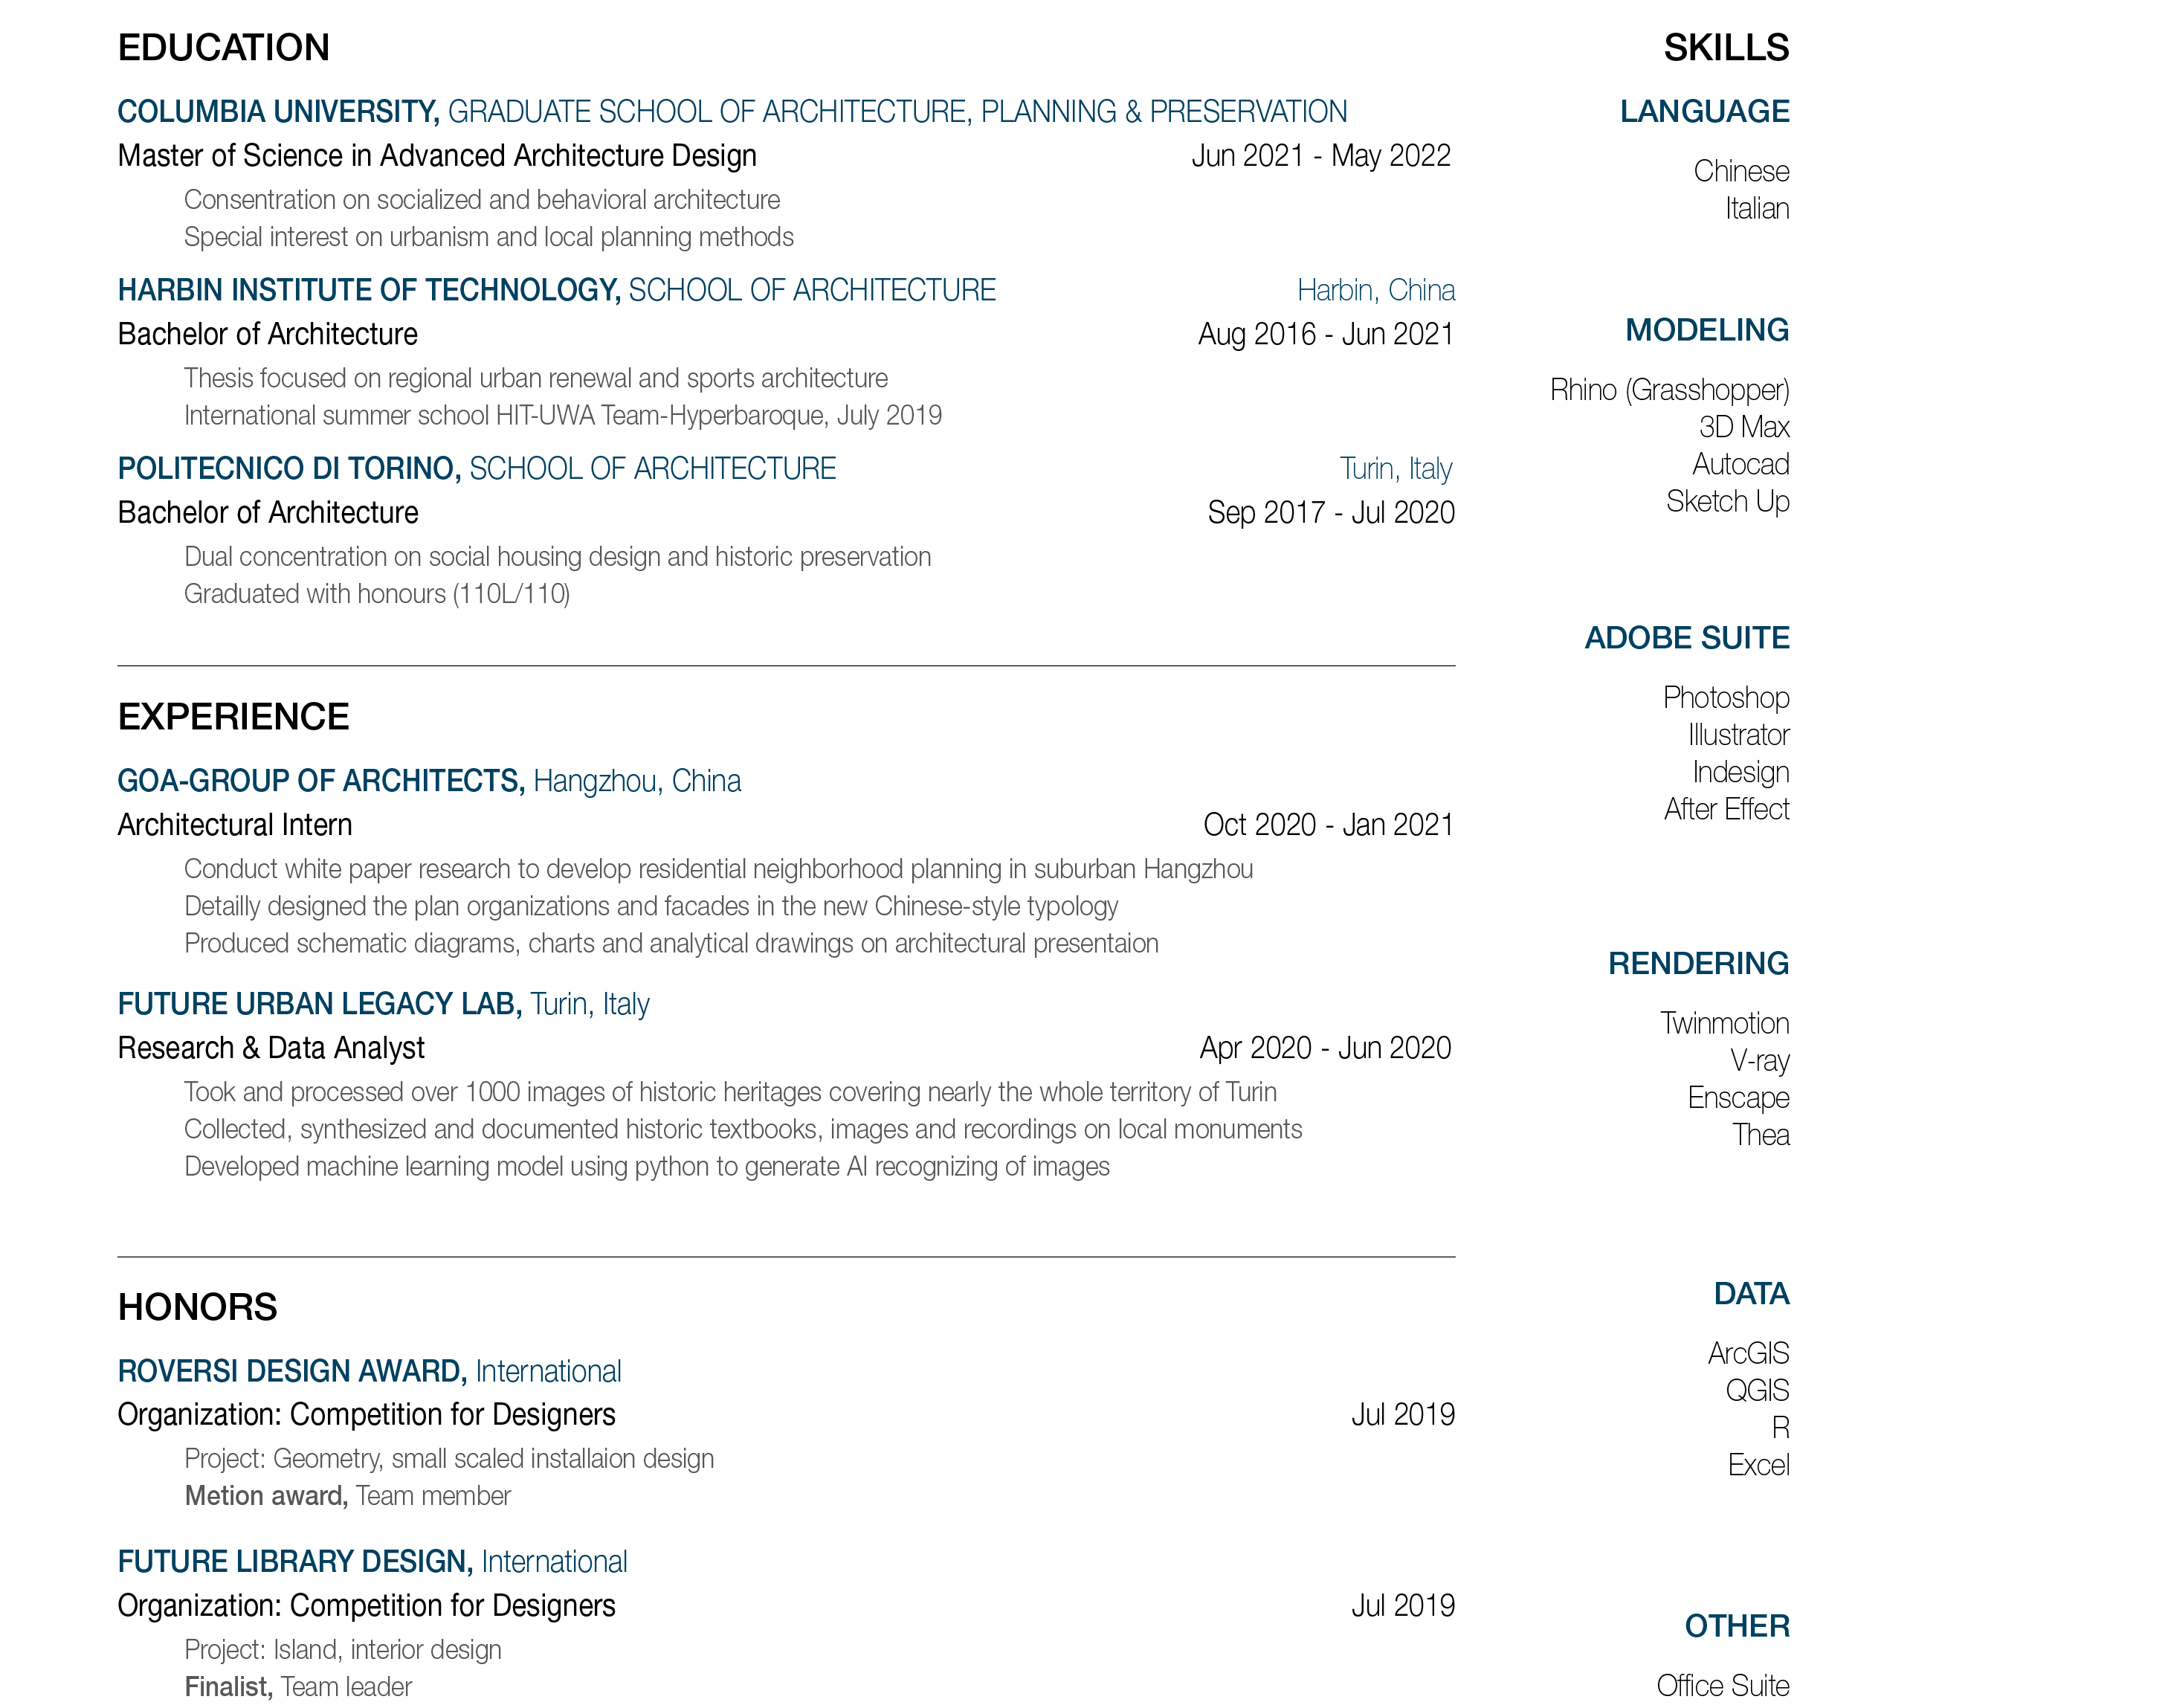 EDUCATION
COLUMBIA UNIVERSITY, GRADUATE SCHOOL OF ARCHITECTURE, PLANNING & PRESERVATION
Master of Science in Advanced Architecture Design Jun 2021 - May 2022
Consentration on socialized and behavioral architecture
Special interest on urbanism and local planning methods
HARBIN INSTITUTE OF TECHNOLOGY, SCHOOL OF ARCHITECTURE Harbin, China
Bachelor of Architecture Aug 2016 - Jun 2021
Thesis focused on regional urban renewal and sports architecture
International summer school HIT-UWA Team-Hyperbaroque, July 2019
POLITECNICO DI TORINO, SCHOOL OF ARCHITECTURE Turin, Italy
Bachelor of Architecture Sep 2017 - Jul 2020
Dual concentration on social housing design and historic preservation
Graduated with honours (110L/110)
EXPERIENCE
GOA-GROUP OF ARCHITECTS, Hangzhou, China
Architectural Intern Oct 2020 - Jan 2021
Conduct white paper research to develop residential neighborhood planning in suburban Hangzhou
Detailly designed the plan organizations and facades in the new Chinese-style typology
Produced schematic diagrams, charts and analytical drawings on architectural presentaion
FUTURE URBAN LEGACY LAB, Turin, Italy
Research & Data Analyst Apr 2020 - Jun 2020
Took and processed over 1000 images of historic heritages covering nearly the whole territory of Turin
Collected, synthesized and documented historic textbooks, images and recordings on local monuments
Developed machine learning model using python to generate AI recognizing of images
HONORS
ROVERSI DESIGN AWARD, International
Organization: Competition for Designers Jul 2019
Project: Geometry, small scaled installaion design
Metion award, Team member
FUTURE LIBRARY DESIGN, International
Organization: Competition for Designers Jul 2019
Project: Island, interior design
Finalist, Team leader
SKILLS
LANGUAGE
Chinese
Italian
MODELING
Rhino (Grasshopper)
3D Max
Autocad
Sketch Up
ADOBE SUITE
Photoshop
Illustrator
Indesign
After Effect
RENDERING
Twinmotion
V-ray
Enscape
Thea
DATA
ArcGIS
QGIS
R
Excel
OTHER
Office Suite